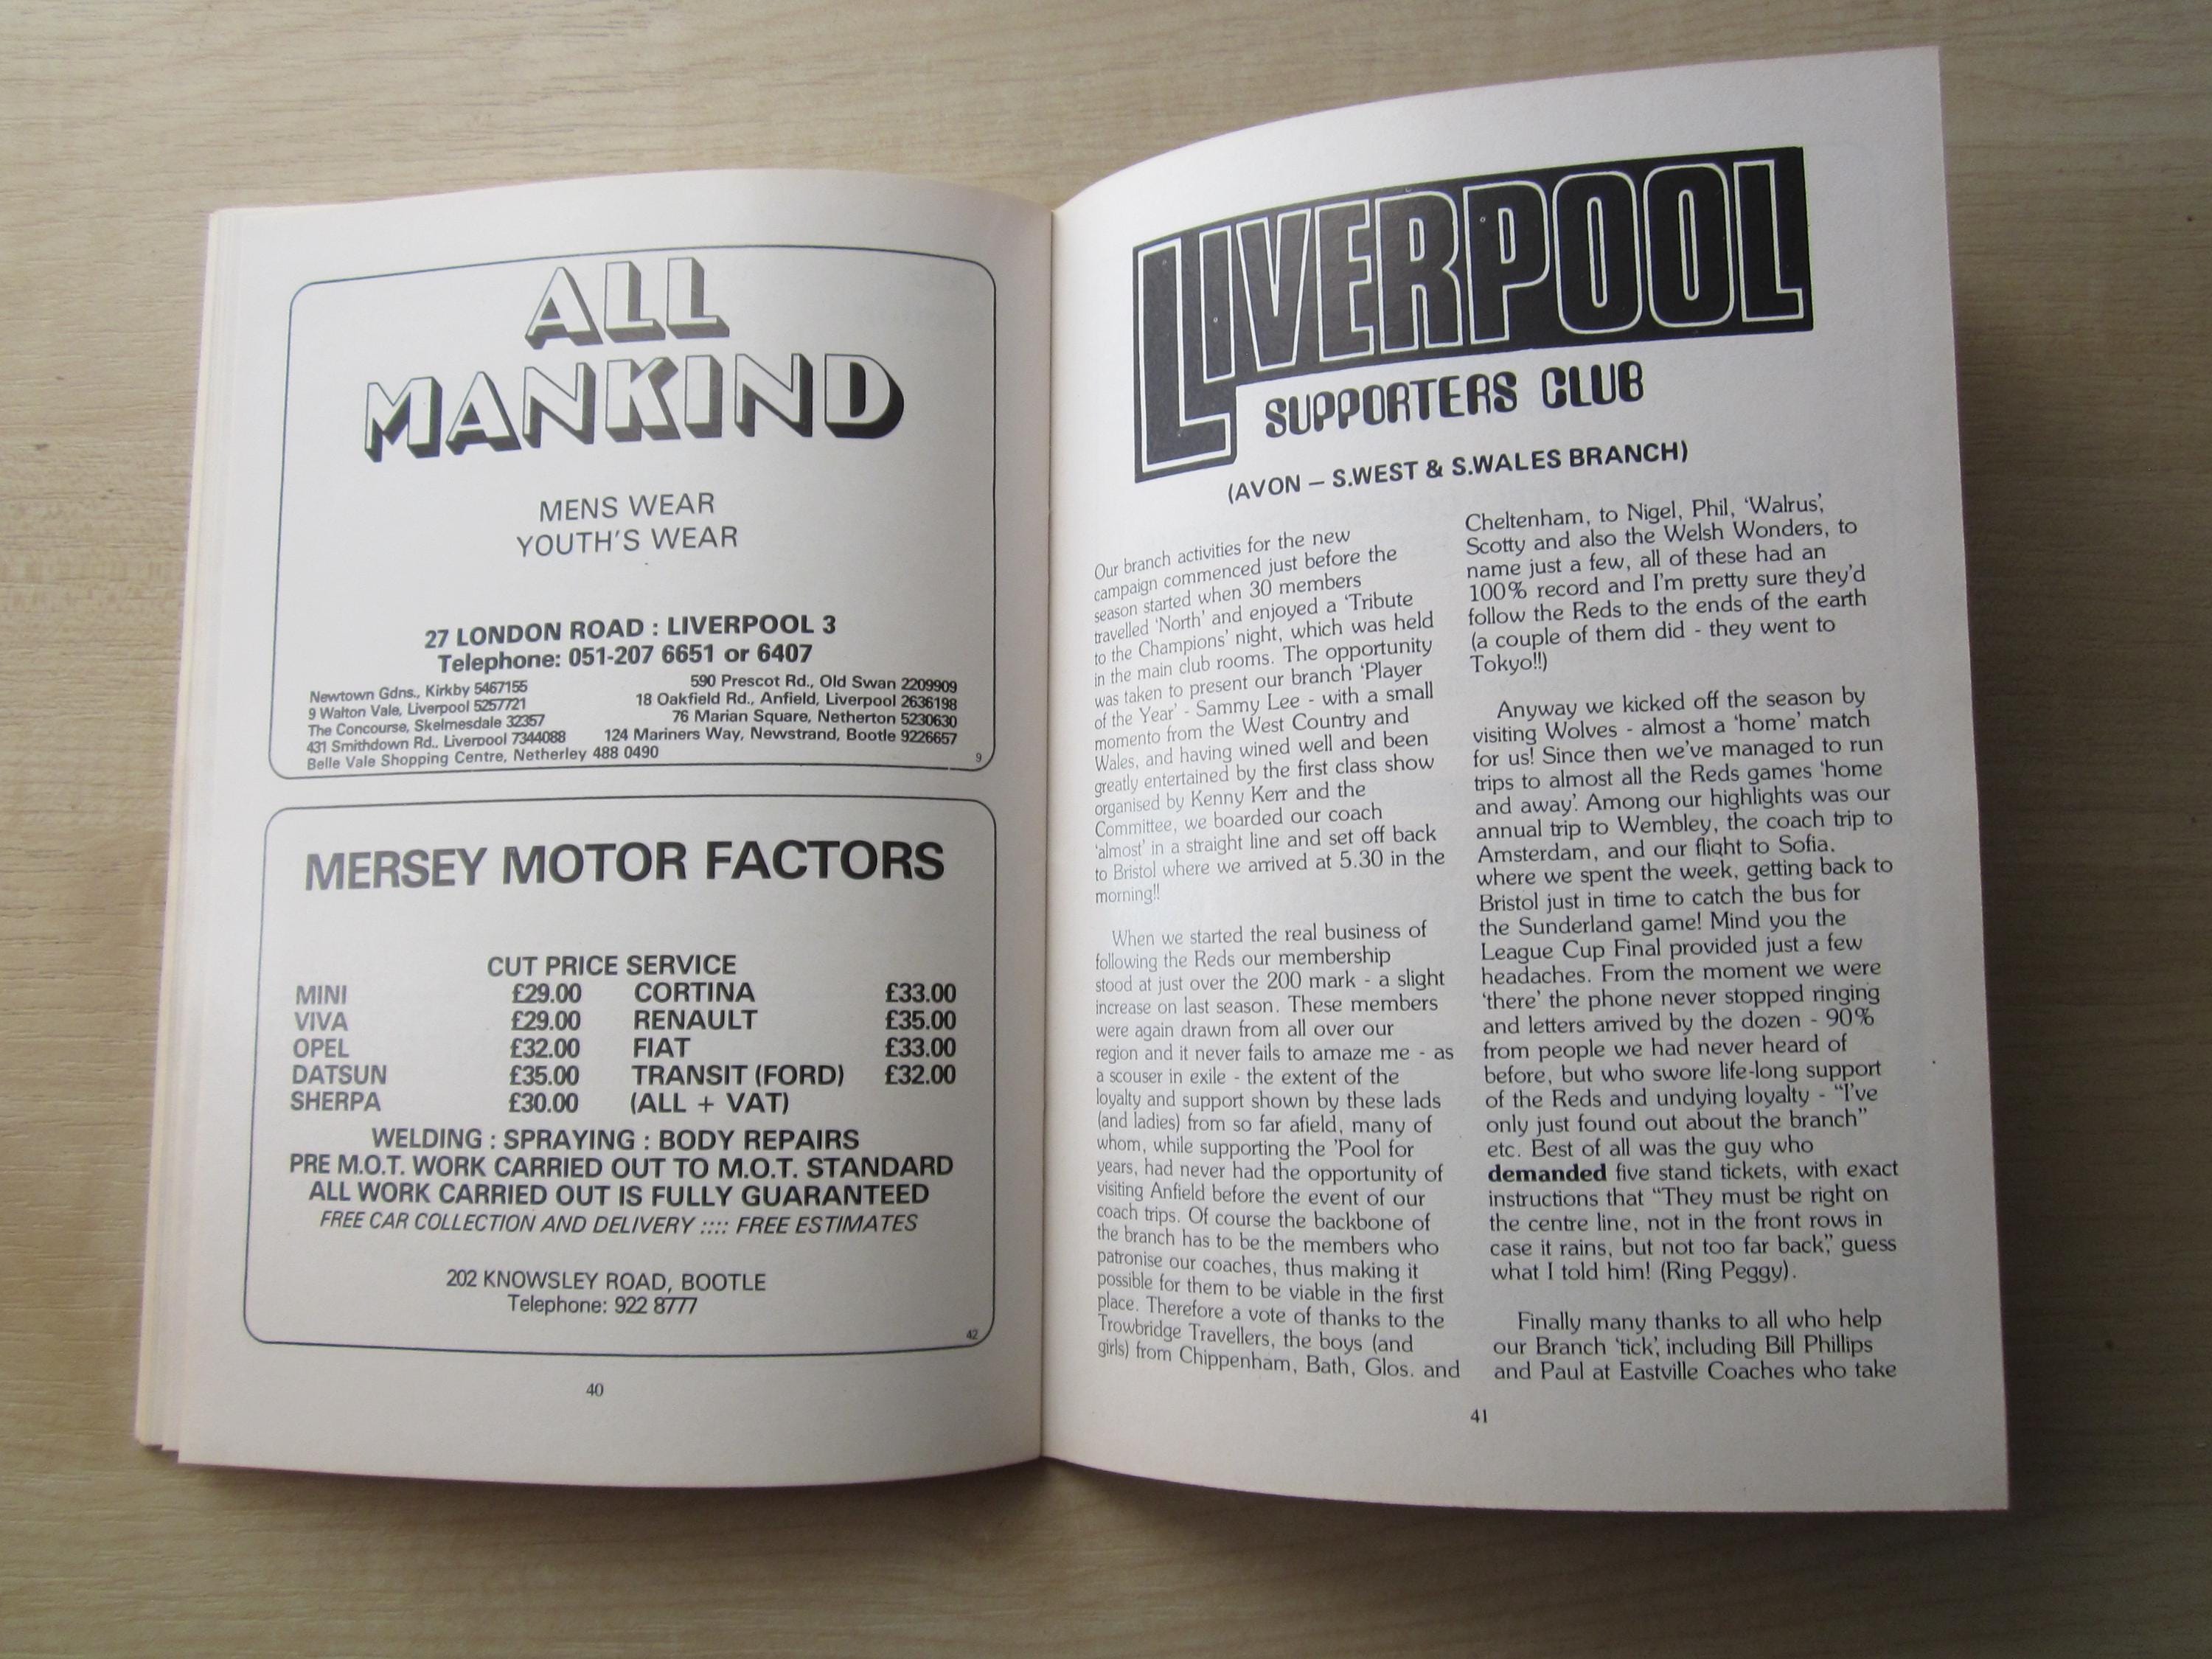 ALL
MANKIND
MENS WEAR
YOUTH'S WEAR
27 LONDON ROAD : LIVERPOOL 3
Telephone: 051-207 6651 or 6407
Newtown Gdns., Kirkby 5467155
9 Walton Vale, Liverpool 5257721
The Concourse, Skelmesdale 32357
431 Smithdown Rd., Liverpool 7344088
Belle Vale Shopping Centre, Netherley 488 0490
590 Prescot Rd., Old Swan 2209909
18 Oakfield Rd., Anfield, Liverpool 2636198
76 Marian Square, Netherton 5230630
124 Mariners Way, Newstrand, Bootle 9226657
9
MERSEY MOTOR FACTORS
CUT PRICE SERVICE
MINI £29.00 CORTINA £33.00
VIVA £29.00 RENAULT £35.00
OPEL £32.00 FIAT £33.00
DATSUN £35.00 TRANSIT (FORD) £32.00
SHERPA £30.00 (ALL + VAT)
WELDING : SPRAYING : BODY REPAIRS
PRE M.O.T. WORK CARRIED OUT TO M.O.T. STANDARD
ALL WORK CARRIED OUT IS FULLY GUARANTEED
FREE CAR COLLECTION AND DELIVERY :::: FREE ESTIMATES
202 KNOWSLEY ROAD, BOOTLE
Telephone: 922 8777
42
40
LIVERPOOL
SUPPORTERS CLUB
(AVON – S.WEST & S.WALES BRANCH)
Our branch activities for the new
campaign commenced just before the
season started when 30 members
travelled 'North' and enjoyed a 'Tribute
to the Champions' night, which was held
in the main club rooms. The opportunity
was taken to present our branch 'Player
of the Year' - Sammy Lee - with a small
momento from the West Country and
Wales, and having wined well and been
greatly entertained by the first class show
organised by Kenny Kerr and the
Committee, we boarded our coach
'almost' in a straight line and set off back
to Bristol where we arrived at 5.30 in the
morning!!
When we started the real business of
following the Reds our membership
stood at just over the 200 mark - a slight
increase on last season. These members
were again drawn from all over our
region and it never fails to amaze me - as
a scouser in exile - the extent of the
loyalty and support shown by these lads
(and ladies) from so far afield, many of
whom, while supporting the 'Pool for
years, had never had the opportunity of
visiting Anfield before the event of our
coach trips. Of course the backbone of
the branch has to be the members who
patronise our coaches, thus making it
possible for them to be viable in the first
place. Therefore a vote of thanks to the
Trowbridge Travellers, the boys (and
girls) from Chippenham, Bath, Glos. and
Cheltenham, to Nigel, Phil, 'Walrus',
Scotty and also the Welsh Wonders, to
name just a few, all of these had an
100% record and I'm pretty sure they'd
follow the Reds to the ends of the earth
(a couple of them did - they went to
Tokyo!!)
Anyway we kicked off the season by
visiting Wolves - almost a 'home' match
for us! Since then we've managed to run
trips to almost all the Reds games 'home
and away'. Among our highlights was our
annual trip to Wembley, the coach trip to
Amsterdam, and our flight to Sofia.
where we spent the week, getting back to
Bristol just in time to catch the bus for
the Sunderland game! Mind you the
League Cup Final provided just a few
headaches. From the moment we were
'there' the phone never stopped ringing
and letters arrived by the dozen - 90%
from people we had never heard of
before, but who swore life-long support
of the Reds and undying loyalty - "I've
only just found out about the branch"
etc. Best of all was the guy who
demanded five stand tickets, with exact
instructions that "They must be right on
the centre line, not in the front rows in
case it rains, but not too far back", guess
what I told him! (Ring Peggy).
Finally many thanks to all who help
our Branch 'tick', including Bill Phillips
and Paul at Eastville Coaches who take
41